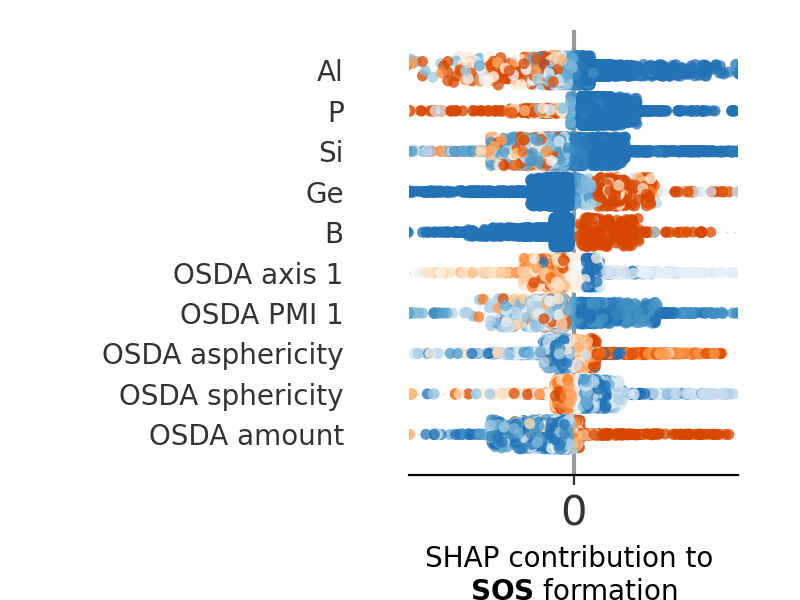 Al
P
Si
Ge
B
OSDA axis 1
OSDA PMI 1
OSDA asphericity
OSDA sphericity
OSDA amount
0
SHAP contribution to
SOS formation